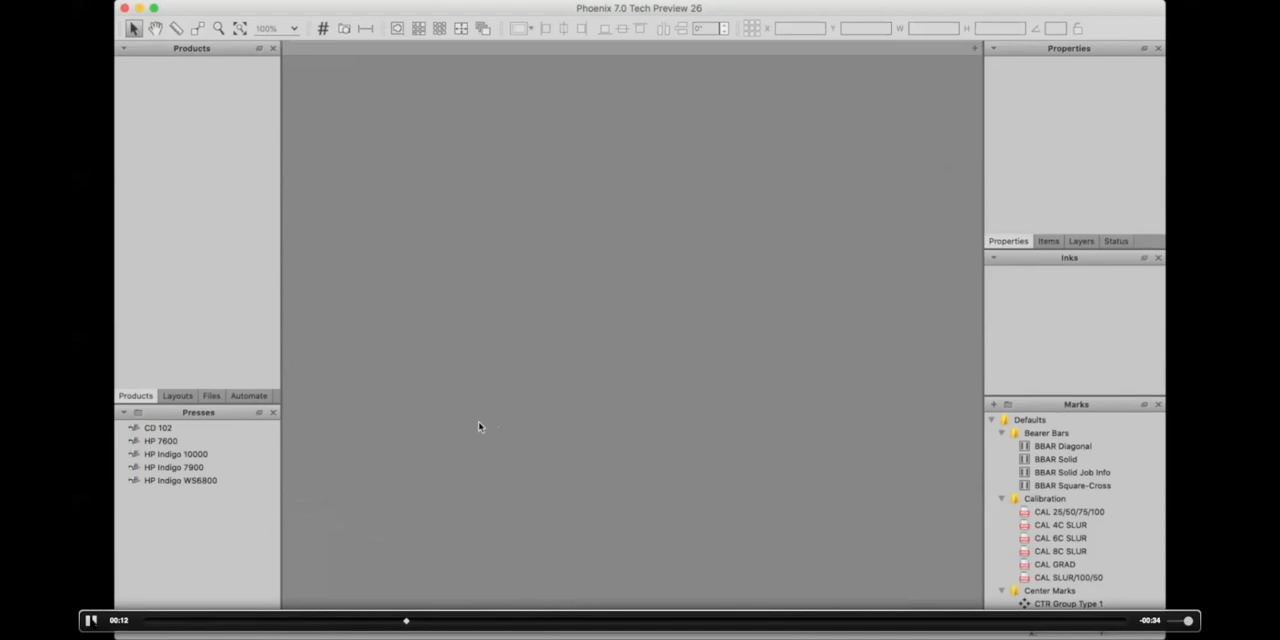 Phoenix 7.0 Tech Preview 26
100%
0°
X
Y
W
H
Products
Properties
Properties Items Layers Status
Inks
Products Layouts Files Automate
Presses
CD 102
HP 7600
HP Indigo 10000
HP Indigo 7900
HP Indigo WS6800
Marks
Defaults
Bearer Bars
BBAR Diagonal
BBAR Solid
BBAR Solid Job Info
BBAR Square-Cross
Calibration
CAL 25/50/75/100
CAL 4C SLUR
CAL 6C SLUR
CAL 8C SLUR
CAL GRAD
CAL SLUR/100/50
Center Marks
CTR Group Type 1
00:12
-00:34